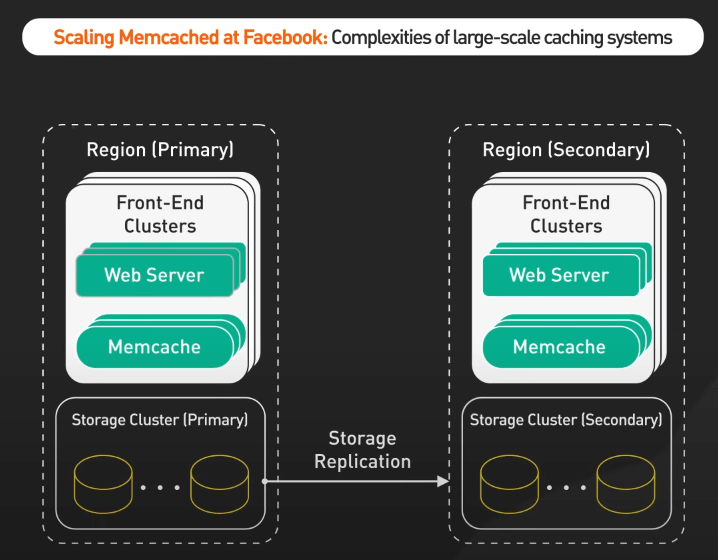 Scaling Memcached at Facebook: Complexities of large-scale caching systems
Region (Primary)
Front-End
Clusters
Web Server
Memcache
Storage Cluster (Primary)
Storage
Replication
Region (Secondary)
Front-End
Clusters
Web Server
Memcache
Storage Cluster (Secondary)